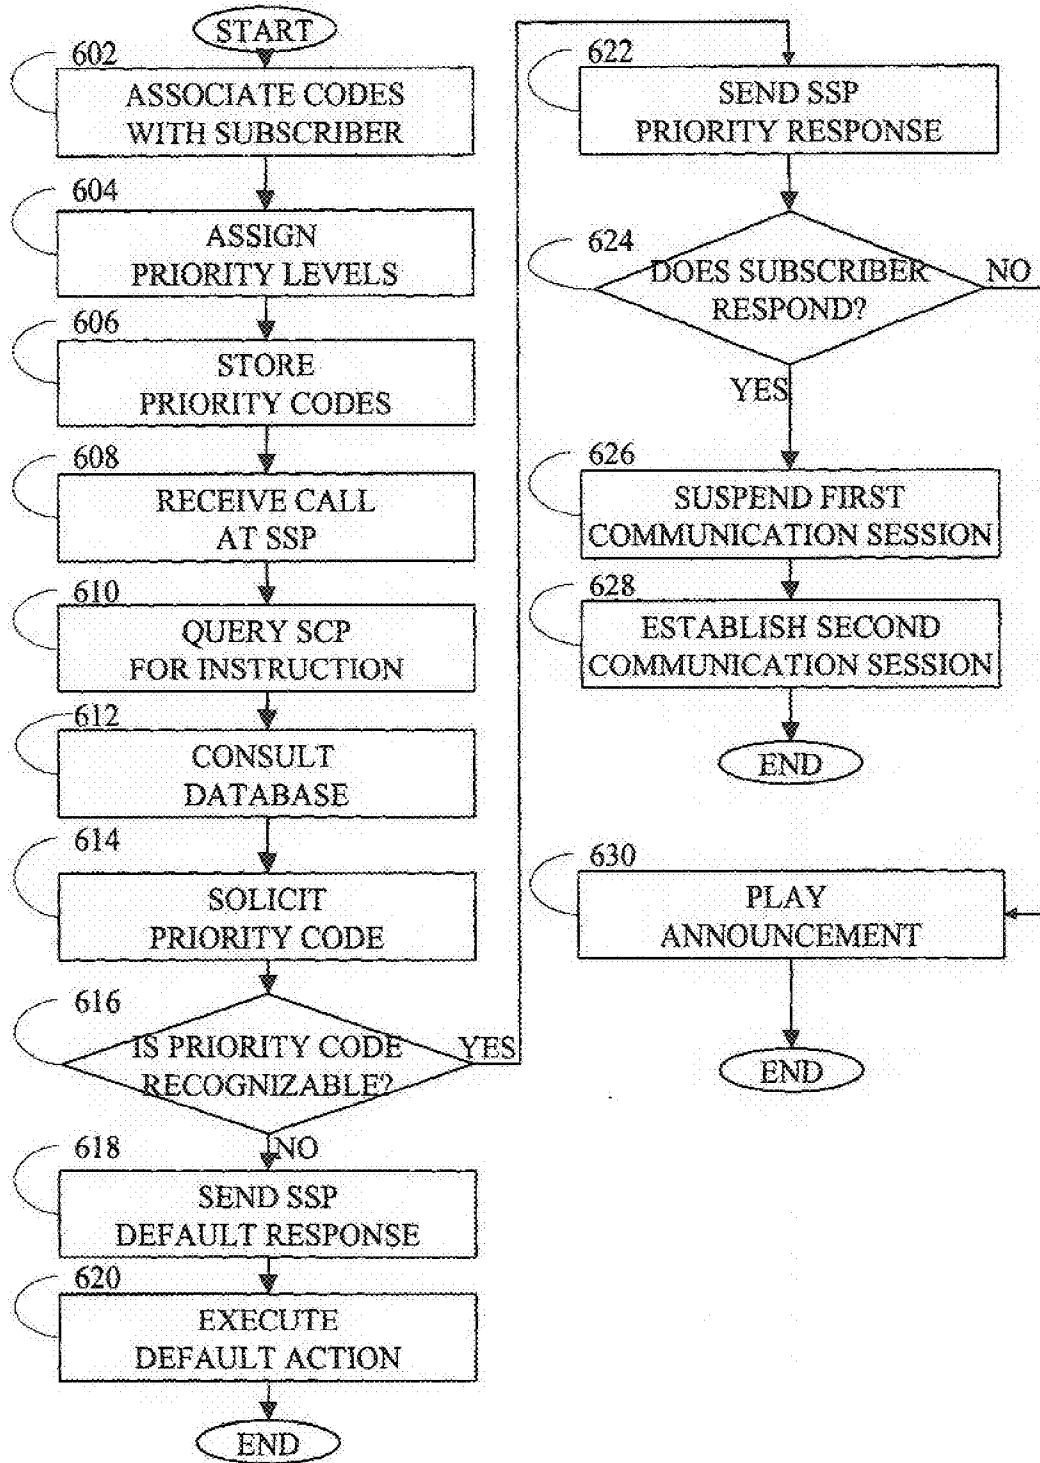 START
602
ASSOCIATE CODES
WITH SUBSCRIBER
604
ASSIGN
PRIORITY LEVELS
606
STORE
PRIORITY CODES
608
RECEIVE CALL
AT SSP
610
QUERY SCP
FOR INSTRUCTION
612
CONSULT
DATABASE
614
SOLICIT
PRIORITY CODE
616
IS PRIORITY CODE
RECOGNIZABLE?
YES
NO
618
SEND SSP
DEFAULT RESPONSE
620
EXECUTE
DEFAULT ACTION
END
622
SEND SSP
PRIORITY RESPONSE
624
DOES SUBSCRIBER
RESPOND?
NO
YES
626
SUSPEND FIRST
COMMUNICATION SESSION
628
ESTABLISH SECOND
COMMUNICATION SESSION
END
630
PLAY
ANNOUNCEMENT
END